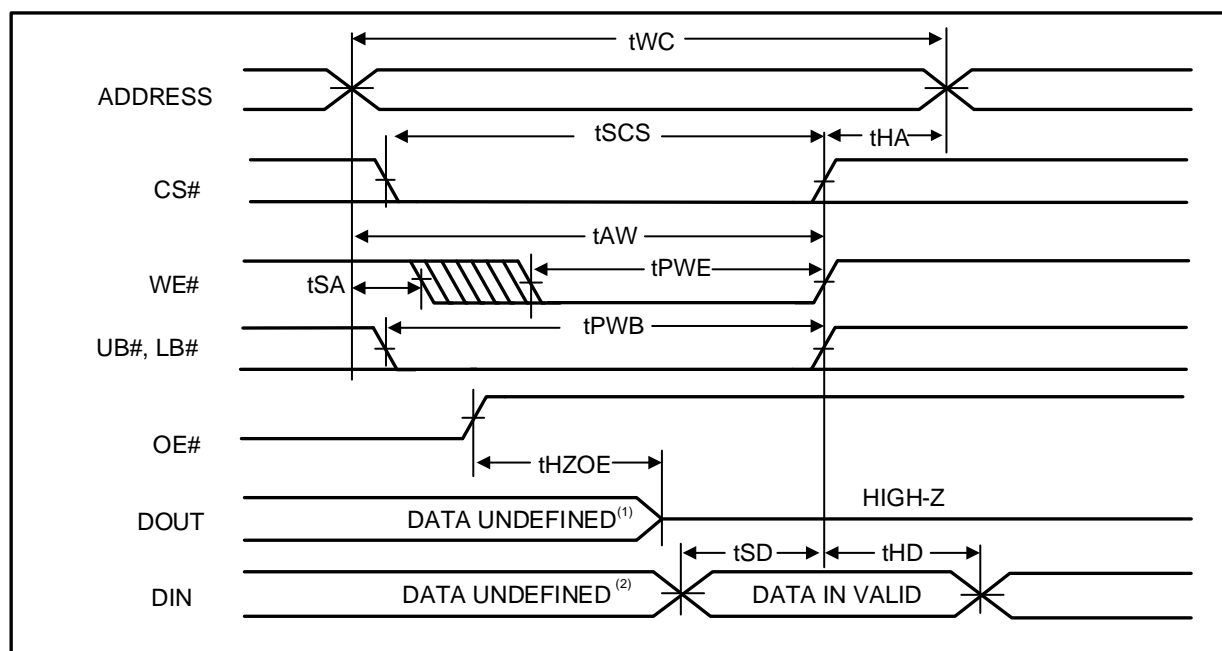 tWC
ADDRESS
tSCS
tHA
CS#
tAW
tPWE
WE#
tSA
tPWB
UB#, LB#
OE#
tHZOE
HIGH-Z
DOUT
DATA UNDEFINED(1)
tSD
tHD
DIN
DATA UNDEFINED (2)
DATA IN VALID